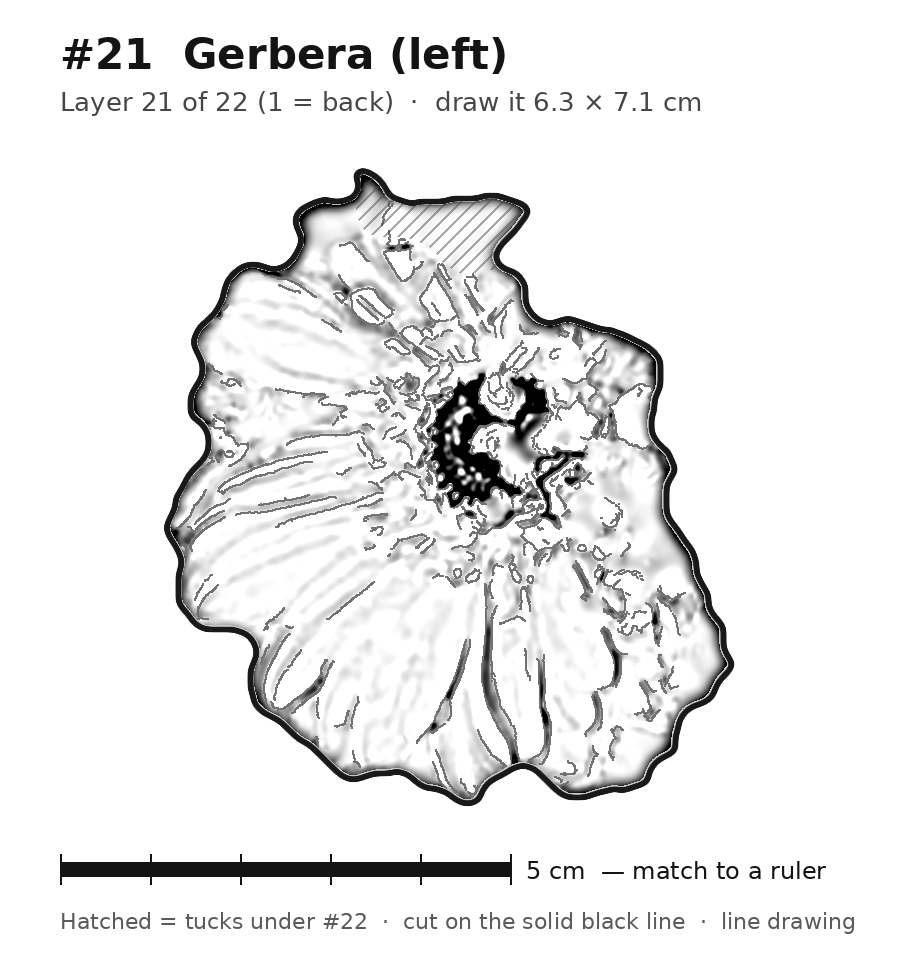 #21 Gerbera (left)
Layer 21 of 22 (1 = back) · draw it 6.3 × 7.1 cm
5 cm — match to a ruler
Hatched = tucks under #22 · cut on the solid black line · line drawing